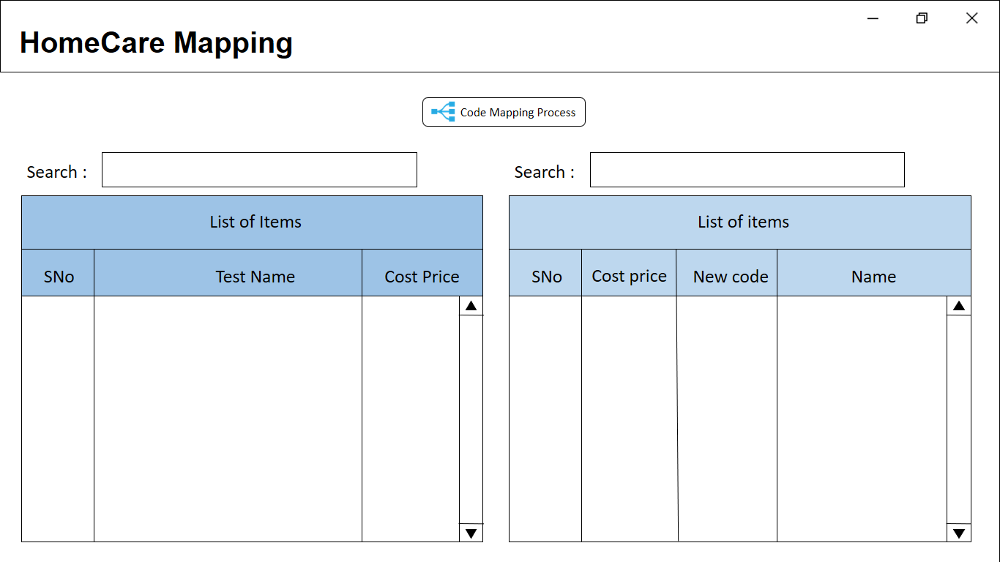 HomeCare Mapping
Code Mapping Process
Search :
Search :
List of Items
List of items
SNo Test Name Cost Price
SNo Cost price New code Name